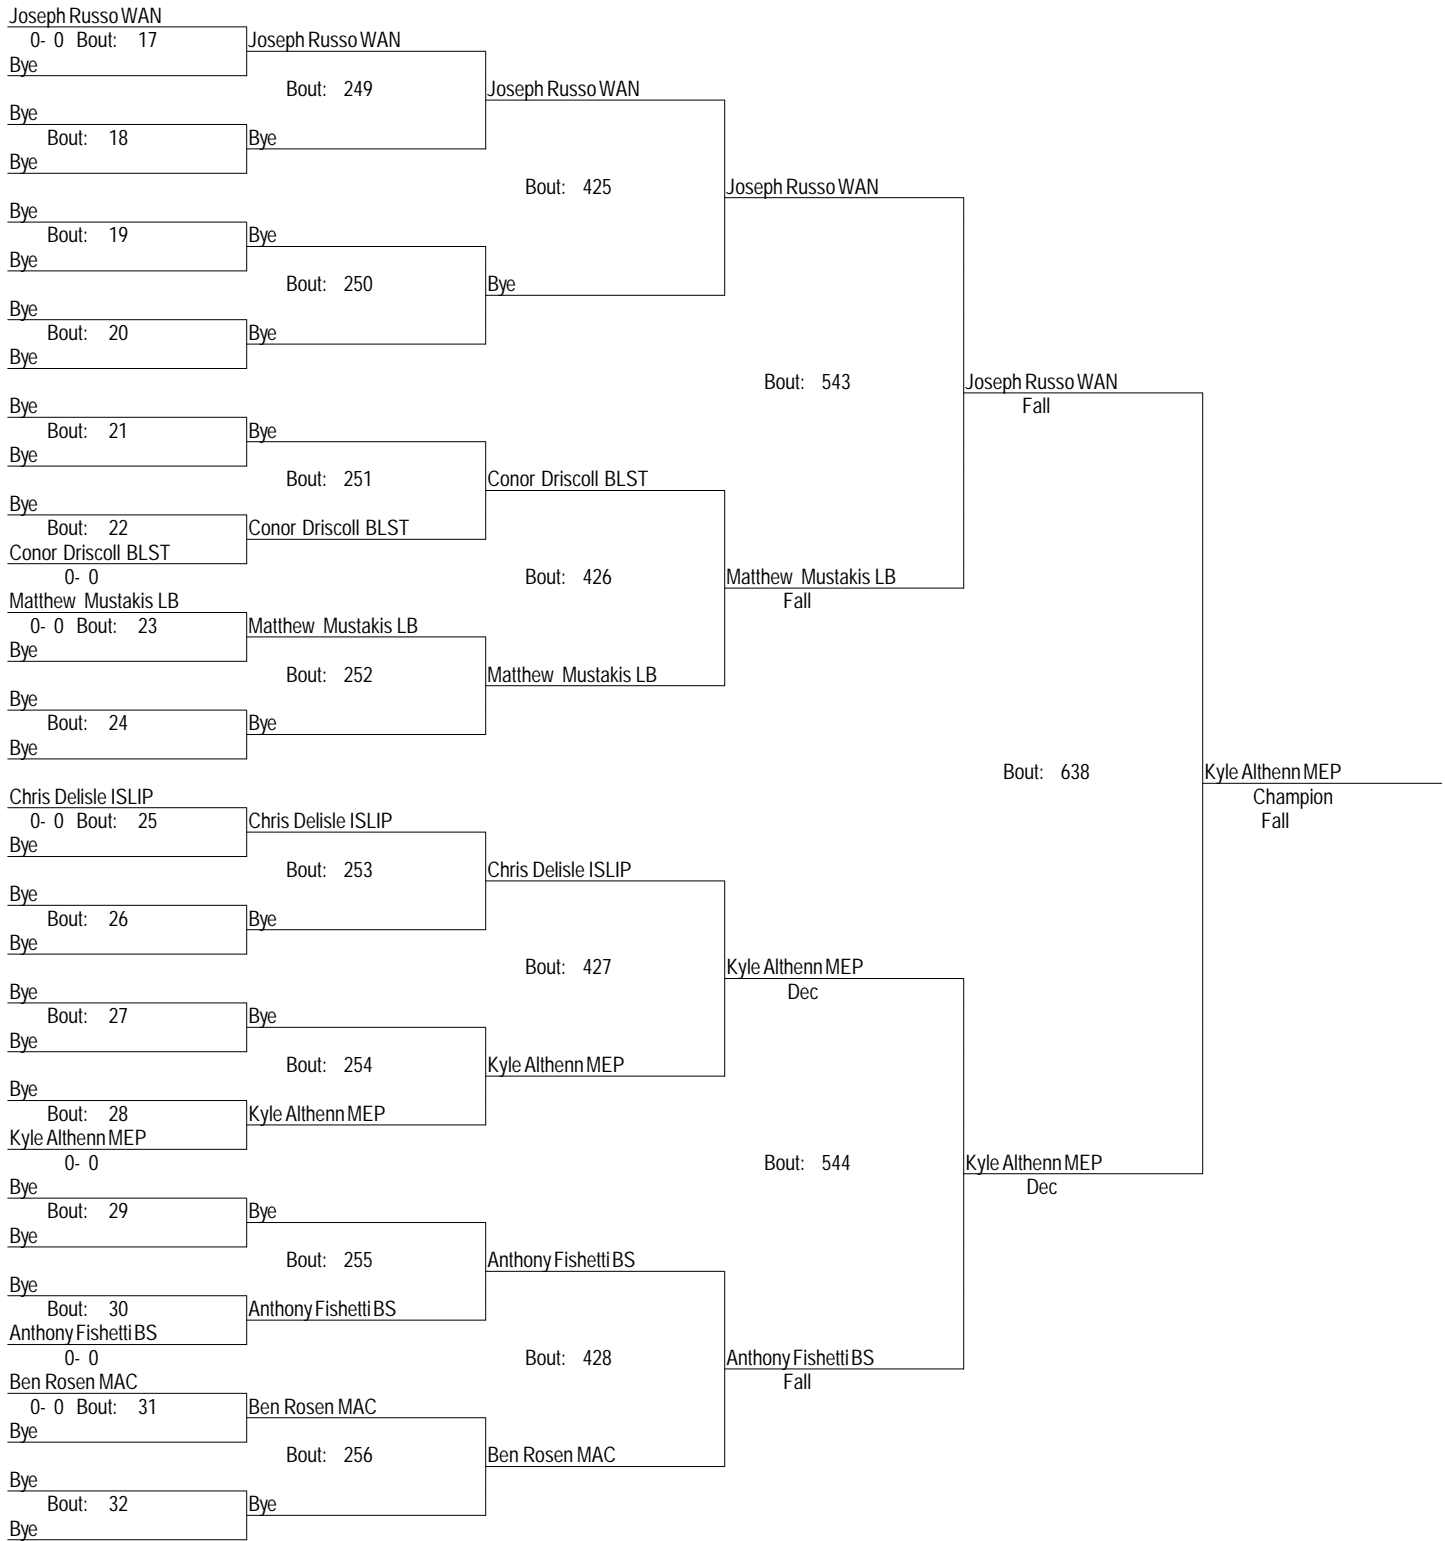 Joseph Russo WAN
0- 0 Bout: 17
Joseph Russo WAN
Bye
Bout: 249
Joseph Russo WAN
Bye
Bout: 18
Bye
Bye
Bout: 425
Joseph Russo WAN
Bye
Bout: 19
Bye
Bye
Bout: 250
Bye
Bye
Bout: 20
Bye
Bye
Bout: 543
Joseph Russo WAN
Fall
Bye
Bout: 21
Bye
Bye
Bout: 251
Conor Driscoll BLST
Bye
Bout: 22
Conor Driscoll BLST
Conor Driscoll BLST
0- 0
Bout: 426
Matthew Mustakis LB
Fall
Matthew Mustakis LB
0- 0 Bout: 23
Matthew Mustakis LB
Bye
Bout: 252
Matthew Mustakis LB
Bye
Bout: 24
Bye
Bye
Bout: 638
Kyle Althenn MEP
Champion
Fall
Chris Delisle ISLIP
0- 0 Bout: 25
Chris Delisle ISLIP
Bye
Bout: 253
Chris Delisle ISLIP
Bye
Bout: 26
Bye
Bye
Bout: 427
Kyle Althenn MEP
Dec
Bye
Bout: 27
Bye
Bye
Bout: 254
Kyle Althenn MEP
Bye
Bout: 28
Kyle Althenn MEP
Kyle Althenn MEP
0- 0
Bout: 544
Kyle Althenn MEP
Dec
Bye
Bout: 29
Bye
Bye
Bout: 255
Anthony Fishetti BS
Bye
Bout: 30
Anthony Fishetti BS
Anthony Fishetti BS
0- 0
Bout: 428
Anthony Fishetti BS
Fall
Ben Rosen MAC
0- 0 Bout: 31
Ben Rosen MAC
Bye
Bout: 256
Ben Rosen MAC
Bye
Bout: 32
Bye
Bye